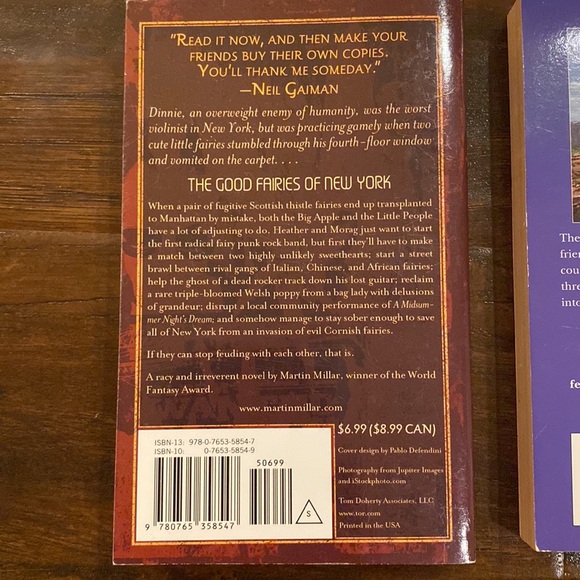 "Read it now, and then make your
friends buy their own copies.
You'll thank me someday."
—Neil Gaiman
Dinnie, an overweight enemy of humanity, was the worst
violinist in New York, but was practicing gamely when two
cute little fairies stumbled through his fourth-floor window
and vomited on the carpet. . . .
THE GOOD FAIRIES OF NEW YORK
When a pair of fugitive Scottish thistle fairies end up transplanted
to Manhattan by mistake, both the Big Apple and the Little People
have a lot of adjusting to do. Heather and Morag just want to start
the first radical fairy punk rock band, but first they'll have to make
a match between two highly unlikely sweethearts; start a street
brawl between rival gangs of Italian, Chinese, and African fairies;
help the ghost of a dead rocker track down his lost guitar; reclaim
a rare triple-bloomed Welsh poppy from a bag lady with delusions
of grandeur; disrupt a local community performance of A Midsum-
mer Night's Dream; and somehow manage to stay sober enough to save
all of New York from an invasion of evil Cornish fairies.
If they can stop feuding with each other, that is.
A racy and irreverent novel by Martin Millar, winner of the World
Fantasy Award.
www.martinmillar.com
$6.99 ($8.99 CAN)
Cover design by Pablo Defendini
Photography from Jupiter Images
and iStockphoto.com
Tom Doherty Associates, LLC
www.tor.com
Printed in the USA
ISBN-13: 978-0-7653-5854-7
ISBN-10: 0-7653-5854-9
50699
S
9 780765 358547
The
frien
cou
thre
into
fe